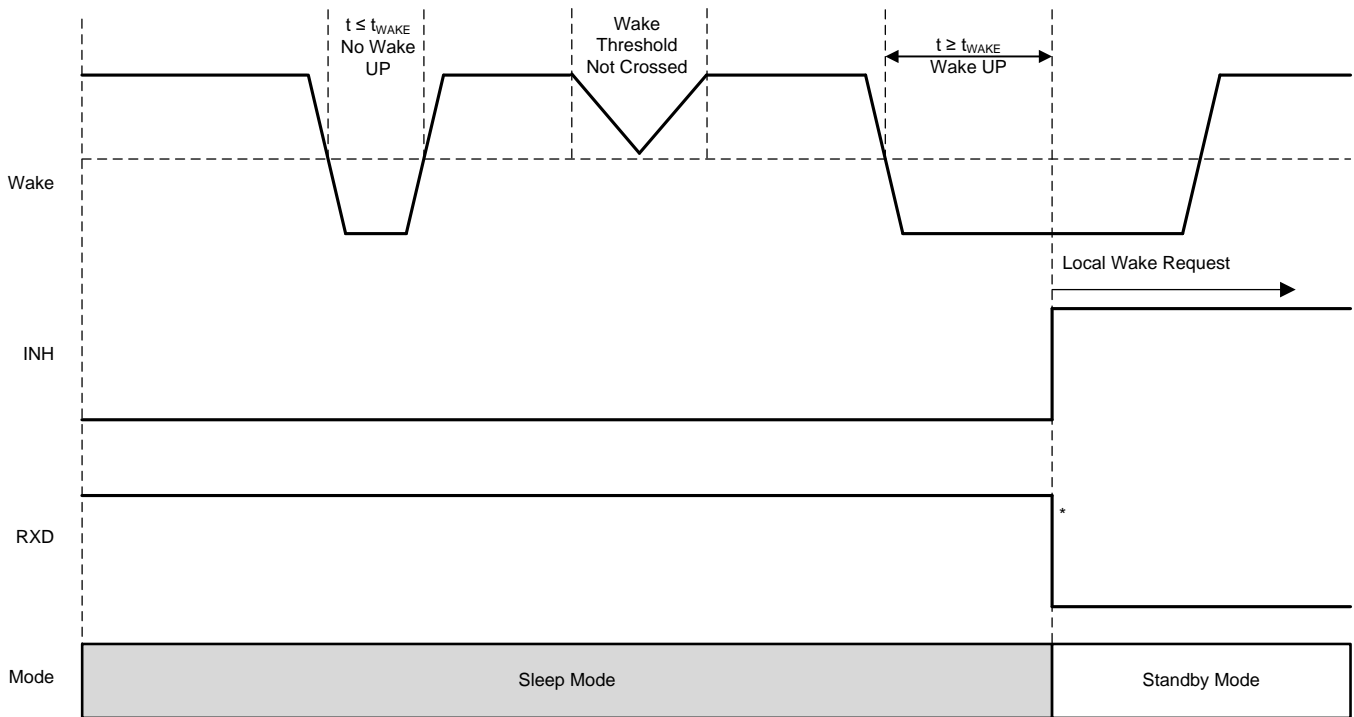 t ≤ tWAKE
No Wake
UP
Wake
Threshold
Not Crossed
t ≥ tWAKE
Wake UP
Wake
Local Wake Request
INH
RXD
*
Mode
Sleep Mode
Standby Mode